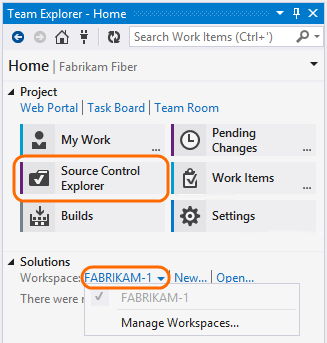 Team Explorer - Home
Search Work Items (Ctrl+')
Home | Fabrikam Fiber
Project
Web Portal | Task Board | Team Room
My Work ...
Pending Changes ...
Source Control Explorer
Work Items ...
Builds
Settings
Solutions
Workspace: FABRIKAM-1 | New... | Open...
There were
FABRIKAM-1
Manage Workspaces...